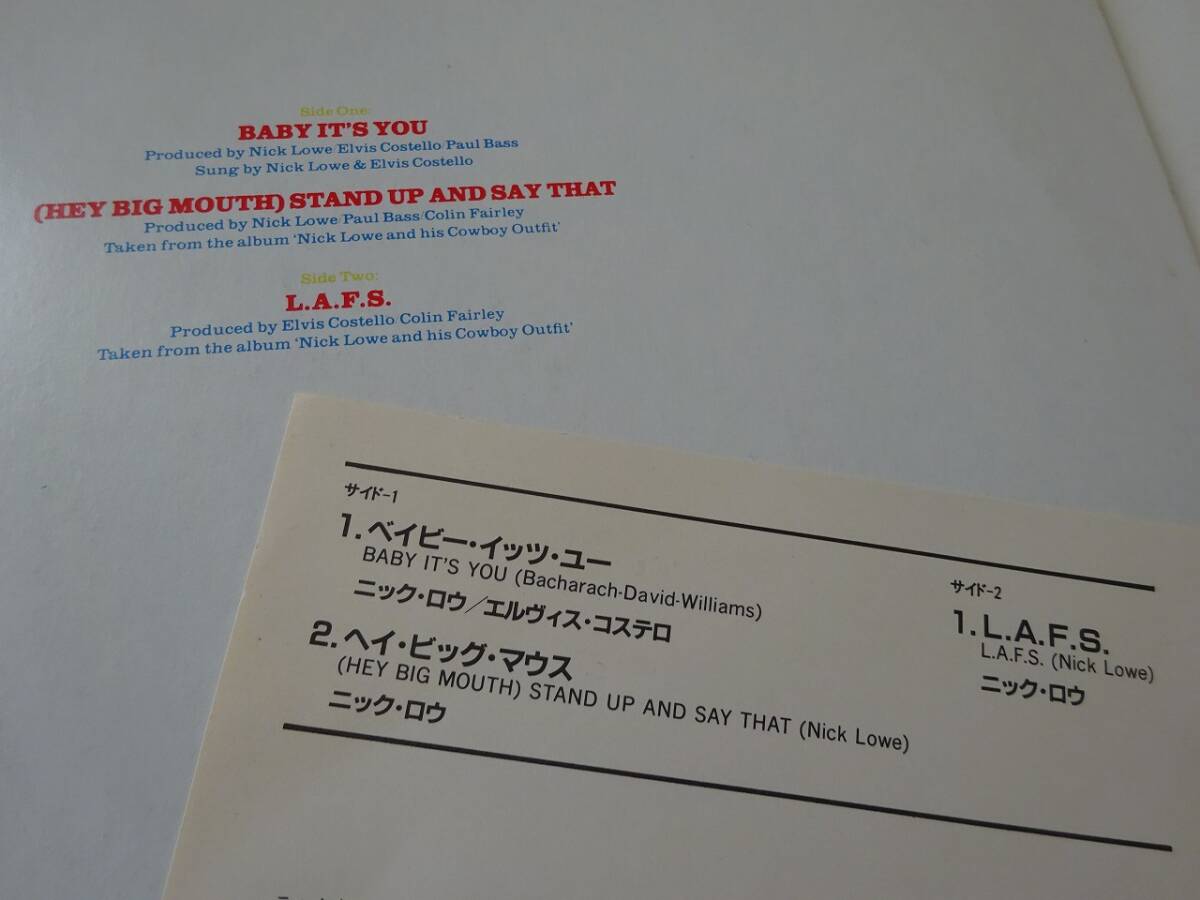 Side One:
BABY IT'S YOU
Produced by Nick Lowe/Elvis Costello/Paul Bass
Sung by Nick Lowe & Elvis Costello
(HEY BIG MOUTH) STAND UP AND SAY THAT
Produced by Nick Lowe/Paul Bass/Colin Fairley
Taken from the album 'Nick Lowe and his Cowboy Outfit'
Side Two:
L.A.F.S.
Produced by Elvis Costello/Colin Fairley
Taken from the album 'Nick Lowe and his Cowboy Outfit'
サイド-1
1.ベイビー・イッツ・ユー
BABY IT'S YOU (Bacharach-David-Williams)
ニック・ロウ/エルヴィス・コステロ
2.ヘイ・ビッグ・マウス
(HEY BIG MOUTH) STAND UP AND SAY THAT (Nick Lowe)
ニック・ロウ
サイド-2
1.L.A.F.S.
L.A.F.S. (Nick Lowe)
ニック・ロウ